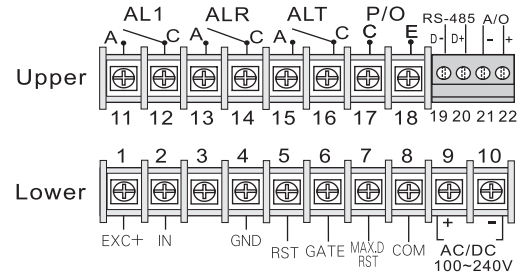 AL1 ALR ALT P/O RS-485 A/O
A C A C A C C E D- D+ - +
Upper
11 12 13 14 15 16 17 18 19 20 21 22
1 2 3 4 5 6 7 8 9 10
Lower
+ -
EXC+ IN GND RST GATE MAX.D RST COM AC/DC
100~240V